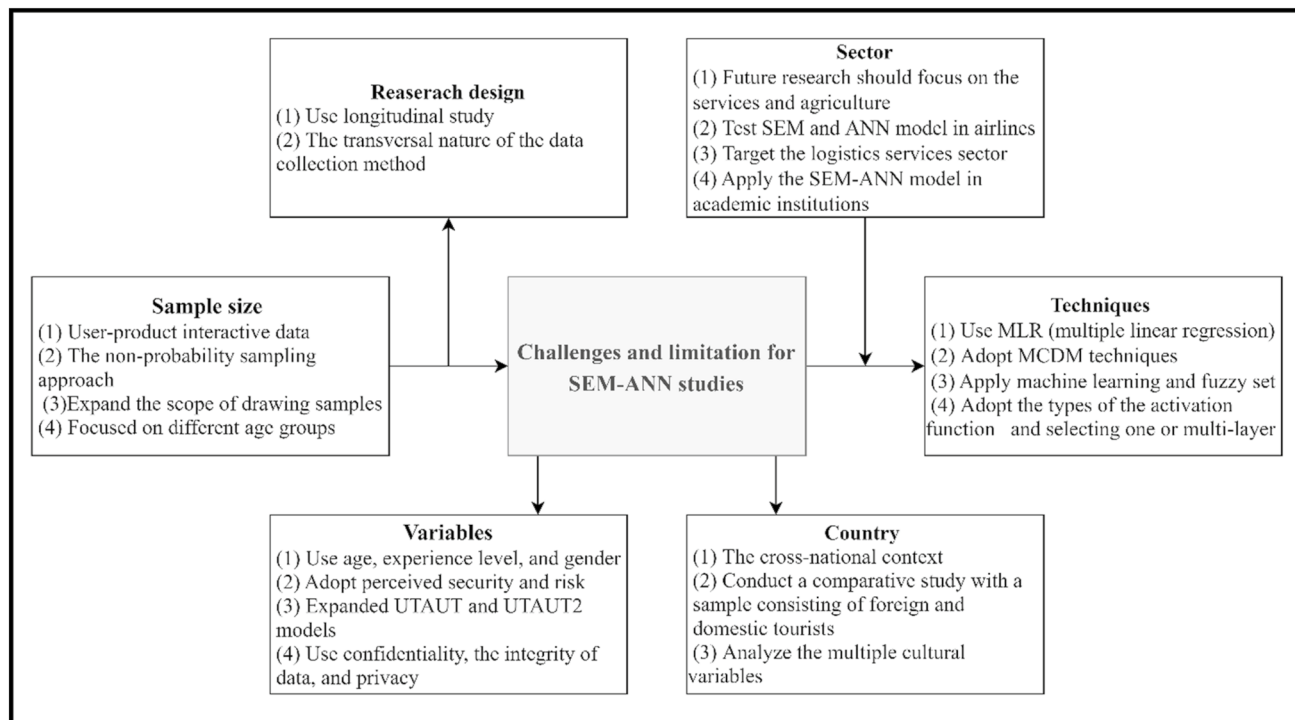 Reaserach design
(1) Use longitudinal study
(2) The transversal nature of the data
collection method
Sector
(1) Future research should focus on the
services and agriculture
(2) Test SEM and ANN model in airlines
(3) Target the logistics services sector
(4) Apply the SEM-ANN model in
academic institutions
Sample size
(1) User-product interactive data
(2) The non-probability sampling
approach
(3)Expand the scope of drawing samples
(4) Focused on different age groups
Challenges and limitation for
SEM-ANN studies
Techniques
(1) Use MLR (multiple linear regression)
(2) Adopt MCDM techniques
(3) Apply machine learning and fuzzy set
(4) Adopt the types of the activation
function and selecting one or multi-layer
Variables
(1) Use age, experience level, and gender
(2) Adopt perceived security and risk
(3) Expanded UTAUT and UTAUT2
models
(4) Use confidentiality, the integrity of
data, and privacy
Country
(1) The cross-national context
(2) Conduct a comparative study with a
sample consisting of foreign and
domestic tourists
(3) Analyze the multiple cultural
variables